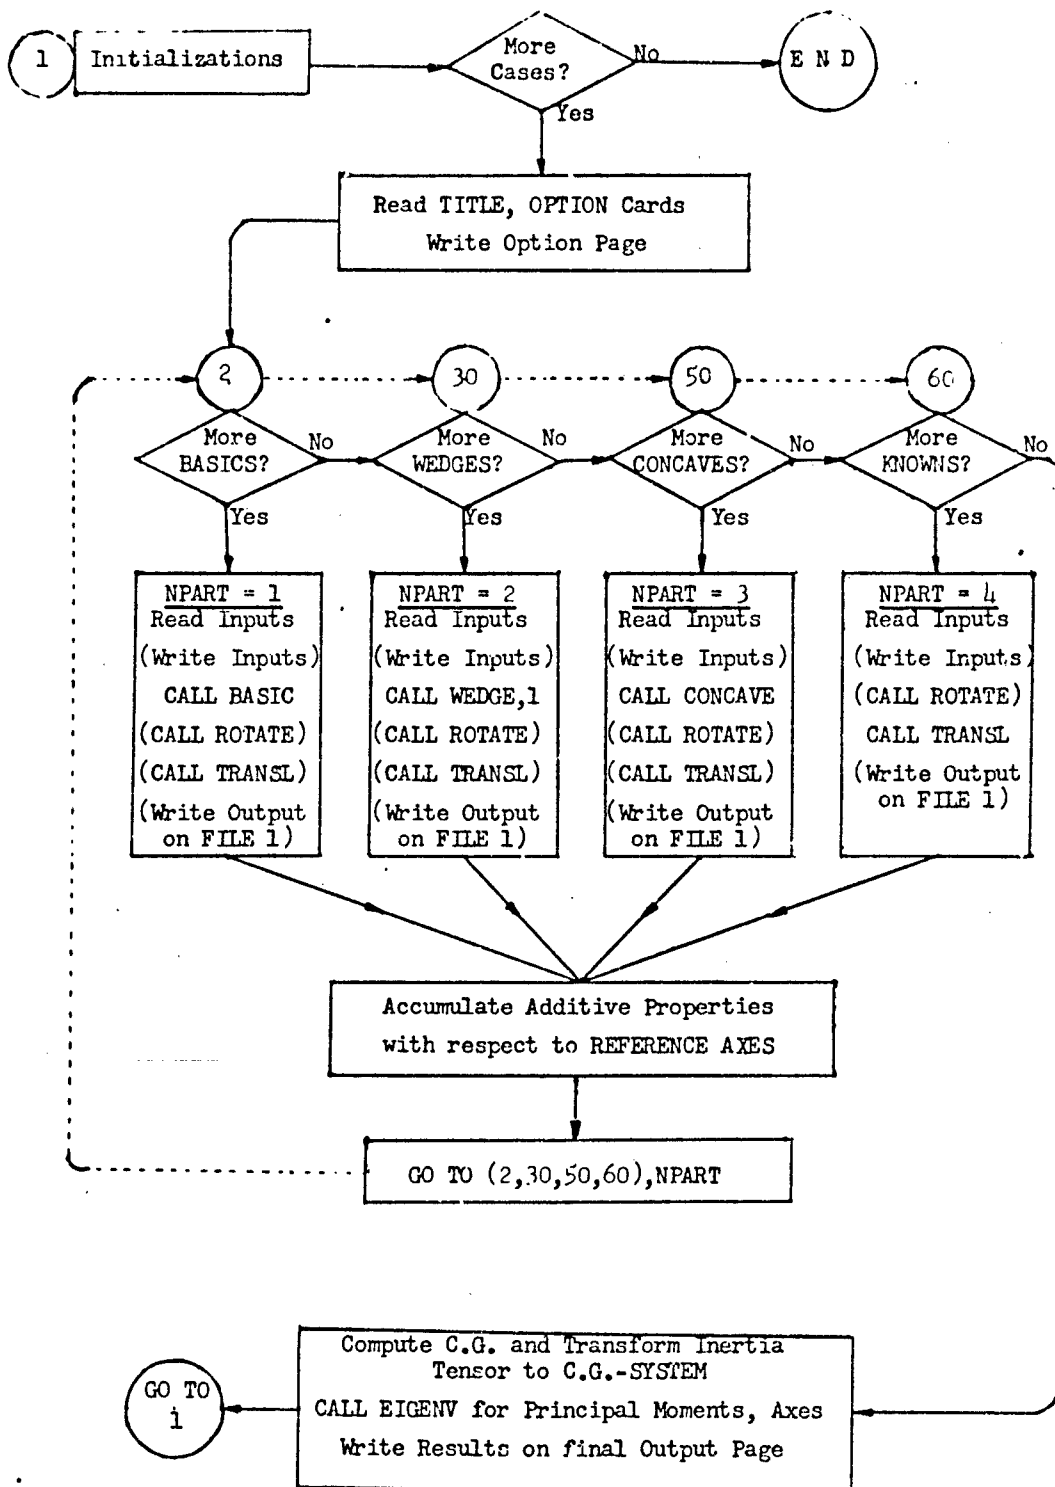 1
Initializations
More
Cases?
No
E N D
Yes
Read TITLE, OPTION Cards
Write Option Page
2
30
50
60
More
BASICS?
No
More
WEDGES?
No
More
CONCAVES?
No
More
KNOWNS?
No
Yes
Yes
Yes
Yes
NPART = 1
Read Inputs
(Write Inputs)
CALL BASIC
(CALL ROTATE)
(CALL TRANSL)
(Write Output
on FILE 1)
NPART = 2
Read Inputs
(Write Inputs)
CALL WEDGE,1
(CALL ROTATE)
(CALL TRANSL)
(Write Output
on FILE 1)
NPART = 3
Read Inputs
(Write Inputs)
CALL CONCAVE
(CALL ROTATE)
(CALL TRANSL)
(Write Output
on FILE 1)
NPART = 4
Read Inputs
(Write Inputs)
(CALL ROTATE)
CALL TRANSL
(Write Output
on FILE 1)
Accumulate Additive Properties
with respect to REFERENCE AXES
GO TO (2,30,50,60),NPART
Compute C.G. and Transform Inertia
Tensor to C.G.-SYSTEM
CALL EIGENV for Principal Moments, Axes
Write Results on final Output Page
GO TO
1